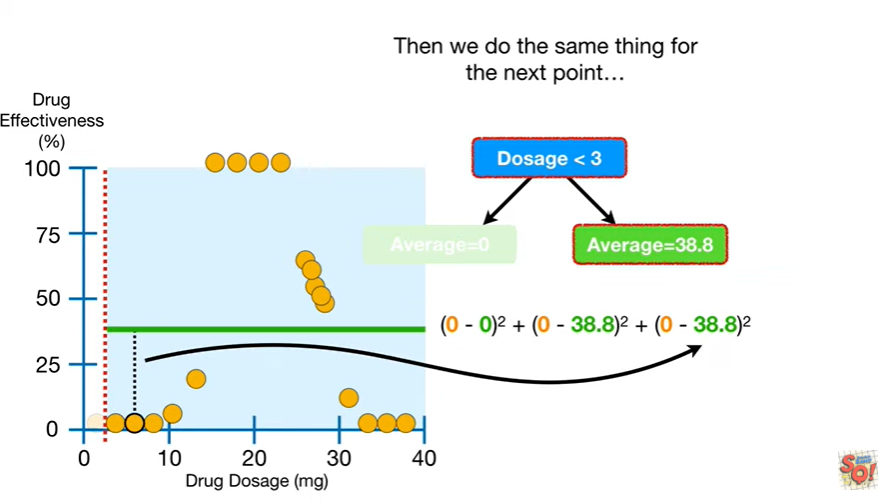 Then we do the same thing for
the next point…
Drug
Effectiveness
(%)
100
75
50
25
0
0
10
20
30
40
Drug Dosage (mg)
Dosage < 3
Average=0
Average=38.8
(0 - 0)² + (0 - 38.8)² + (0 - 38.8)²
SQ!